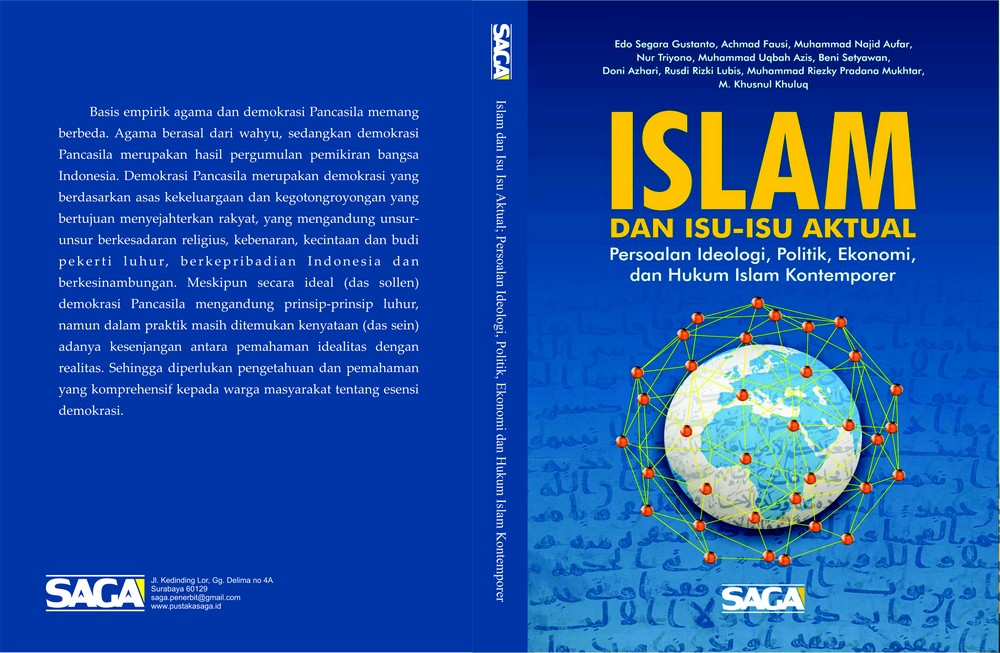 Basis empirik agama dan demokrasi Pancasila memang
berbeda. Agama berasal dari wahyu, sedangkan demokrasi
Pancasila merupakan hasil pergumulan pemikiran bangsa
Indonesia. Demokrasi Pancasila merupakan demokrasi yang
berdasarkan asas kekeluargaan dan kegotongroyongan yang
bertujuan menyejahterkan rakyat, yang mengandung unsur-
unsur berkesadaran religius, kebenaran, kecintaan dan budi
pekerti luhur, berkepribadian Indonesia dan
berkesinambungan. Meskipun secara ideal (das sollen)
demokrasi Pancasila mengandung prinsip-prinsip luhur,
namun dalam praktik masih ditemukan kenyataan (das sein)
adanya kesenjangan antara pemahaman idealitas dengan
realitas. Sehingga diperlukan pengetahuan dan pemahaman
yang komprehensif kepada warga masyarakat tentang esensi
demokrasi.
SAGA
Jl. Kedinding Lor, Gg. Delima no 4A
Surabaya 60129
saga.penerbit@gmail.com
www.pustakasaga.id
SAGA
Islam dan Isu Isu Aktual; Persoalan Ideologi, Politik, Ekonomi dan Hukum Islam Kontemporer
Edo Segara Gustanto, Achmad Fausi, Muhammad Najid Aufar,
Nur Triyono, Muhammad Uqbah Azis, Beni Setyawan,
Doni Azhari, Rusdi Rizki Lubis, Muhammad Riezky Pradana Mukhtar,
M. Khusnul Khuluq
ISLAM
DAN ISU-ISU AKTUAL
Persoalan Ideologi, Politik, Ekonomi,
dan Hukum Islam Kontemporer
SAGA